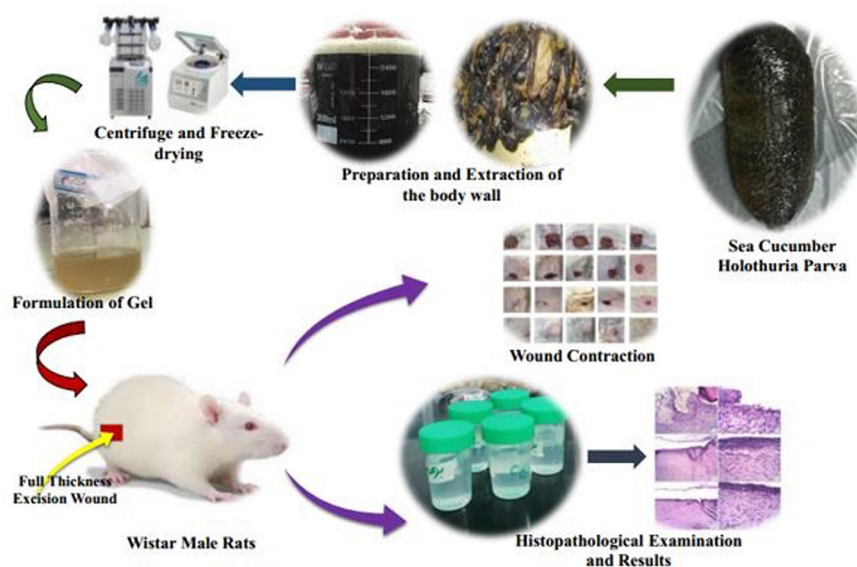 Centrifuge and Freeze-
drying
Preparation and Extraction of
the body wall
Sea Cucumber
Holothuria Parva
Formulation of Gel
Wound Contraction
Full Thickness
Excision Wound
Wistar Male Rats
Histopathological Examination
and Results